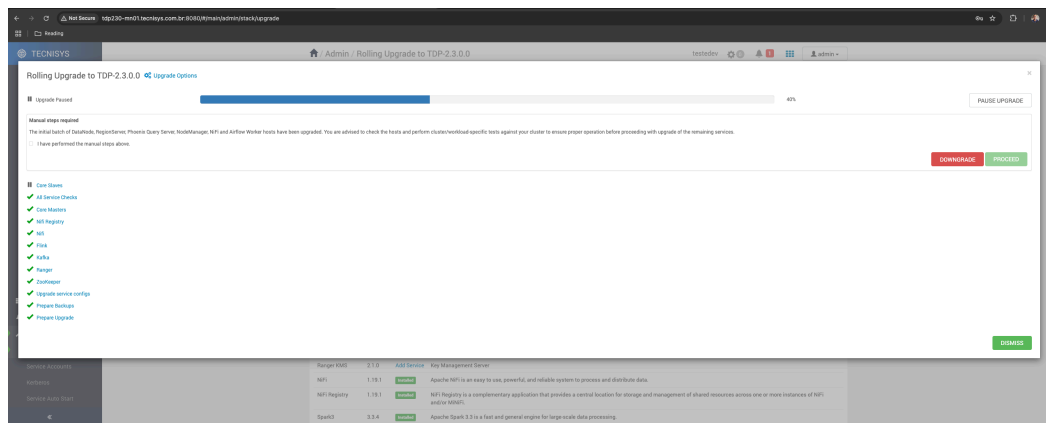 Not Secure tdp230-mn01.tecnisys.com.br:8080/#/main/admin/stack/upgrade
Reading
TECNISYS
/ Admin / Rolling Upgrade to TDP-2.3.0.0
testedev
1
admin
Rolling Upgrade to TDP-2.3.0.0 Upgrade Options
×
Upgrade Paused
40%
PAUSE UPGRADE
Manual steps required
The initial batch of DataNode, RegionServer, Phoenix Query Server, NodeManager, NiFi and Airflow Worker hosts have been upgraded. You are advised to check the hosts and perform cluster/workload-specific tests against your cluster to ensure proper operation before proceeding with upgrade of the remaining services.
I have performed the manual steps above.
DOWNGRADE PROCEED
Core Slaves
All Service Checks
Core Masters
Nifi Registry
Nifi
Flink
Kafka
Ranger
ZooKeeper
Upgrade service configs
Prepare Backups
Prepare Upgrade
DISMISS
Service Accounts
Kerberos
Service Auto Start
Ranger KMS 2.1.0 Add Service Key Management Server
NiFi 1.19.1 Installed Apache NiFi is an easy to use, powerful, and reliable system to process and distribute data.
NiFi Registry 1.19.1 Installed NiFi Registry is a complementary application that provides a central location for storage and management of shared resources across one or more instances of NiFi
and/or MiNiFi.
Spark3 3.3.4 Installed Apache Spark 3.3 is a fast and general engine for large-scale data processing.